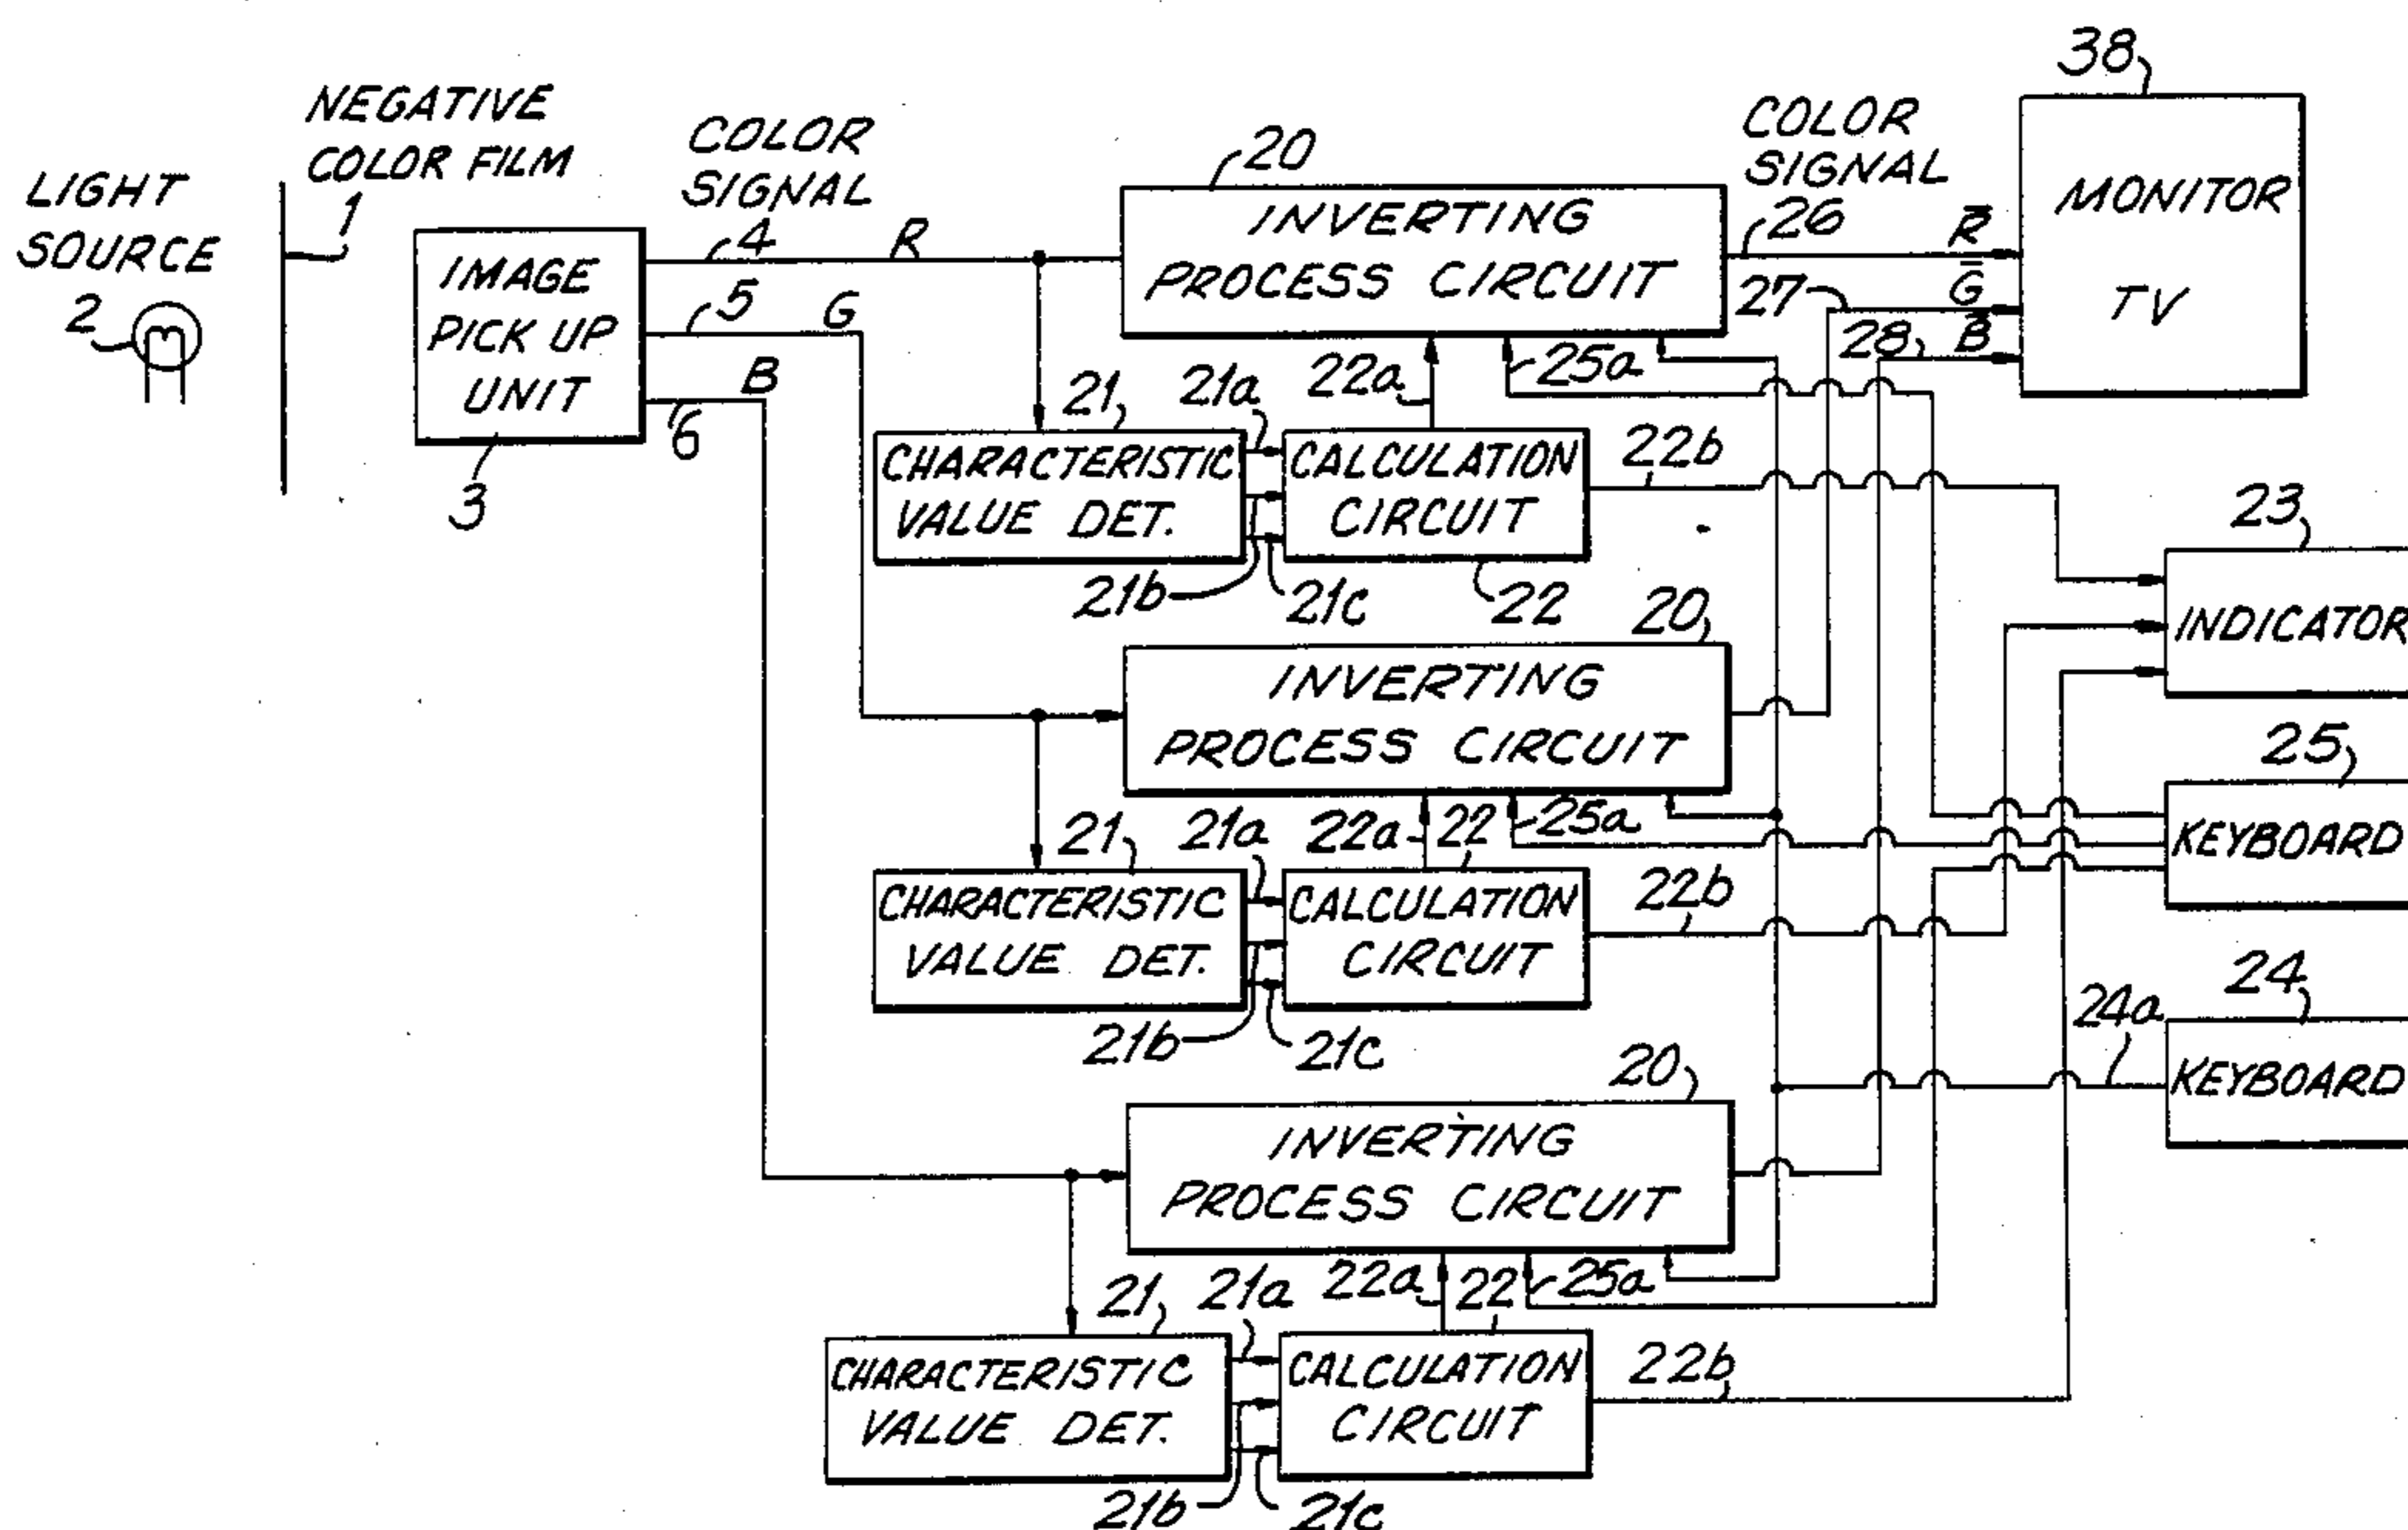 38
NEGATIVE
COLOR FILM
1
LIGHT
SOURCE
2
COLOR
SIGNAL
4
R
5
G
B
6
IMAGE
PICK UP
UNIT
3
20
INVERTING
PROCESS CIRCUIT
COLOR
SIGNAL
26
R̅
27
G̅
28
B̅
MONITOR
TV
21
21a
22a
25a
CHARACTERISTIC
VALUE DET.
CALCULATION
CIRCUIT
22b
21b
21c
22
23
INDICATOR
20
INVERTING
PROCESS CIRCUIT
25
KEYBOARD
21
21a
22a
22
25a
CHARACTERISTIC
VALUE DET.
CALCULATION
CIRCUIT
22b
21b
21c
24
24a
KEYBOARD
20
INVERTING
PROCESS CIRCUIT
21
21a
22a
22
25a
CHARACTERISTIC
VALUE DET.
CALCULATION
CIRCUIT
22b
21b
21c